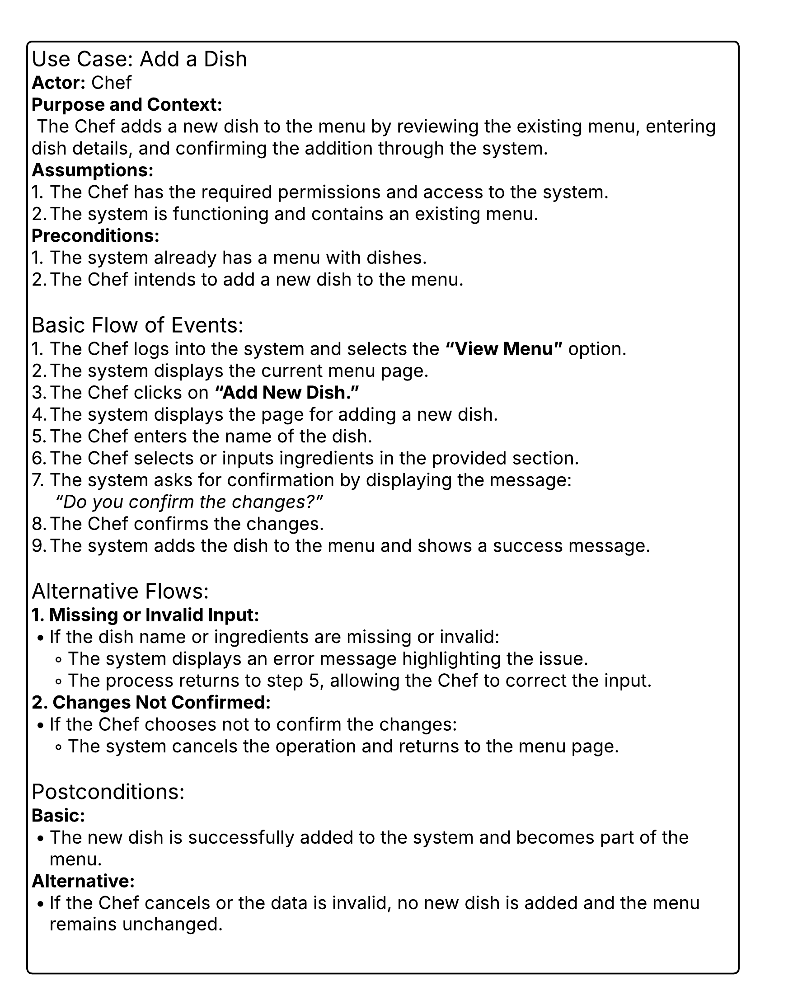 Use Case: Add a Dish
Actor: Chef
Purpose and Context:
The Chef adds a new dish to the menu by reviewing the existing menu, entering
dish details, and confirming the addition through the system.
Assumptions:
1. The Chef has the required permissions and access to the system.
2. The system is functioning and contains an existing menu.
Preconditions:
1. The system already has a menu with dishes.
2. The Chef intends to add a new dish to the menu.
Basic Flow of Events:
1. The Chef logs into the system and selects the “View Menu” option.
2. The system displays the current menu page.
3. The Chef clicks on “Add New Dish.”
4. The system displays the page for adding a new dish.
5. The Chef enters the name of the dish.
6. The Chef selects or inputs ingredients in the provided section.
7. The system asks for confirmation by displaying the message:
“Do you confirm the changes?”
8. The Chef confirms the changes.
9. The system adds the dish to the menu and shows a success message.
Alternative Flows:
1. Missing or Invalid Input:
• If the dish name or ingredients are missing or invalid:
◦ The system displays an error message highlighting the issue.
◦ The process returns to step 5, allowing the Chef to correct the input.
2. Changes Not Confirmed:
• If the Chef chooses not to confirm the changes:
◦ The system cancels the operation and returns to the menu page.
Postconditions:
Basic:
• The new dish is successfully added to the system and becomes part of the
menu.
Alternative:
• If the Chef cancels or the data is invalid, no new dish is added and the menu
remains unchanged.